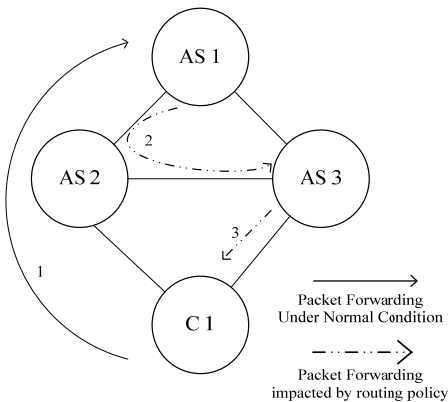 AS 1
2
AS 2
AS 3
3
1
C 1
Packet Forwarding
Under Normal Condition
Packet Forwarding
impacted by routing policy